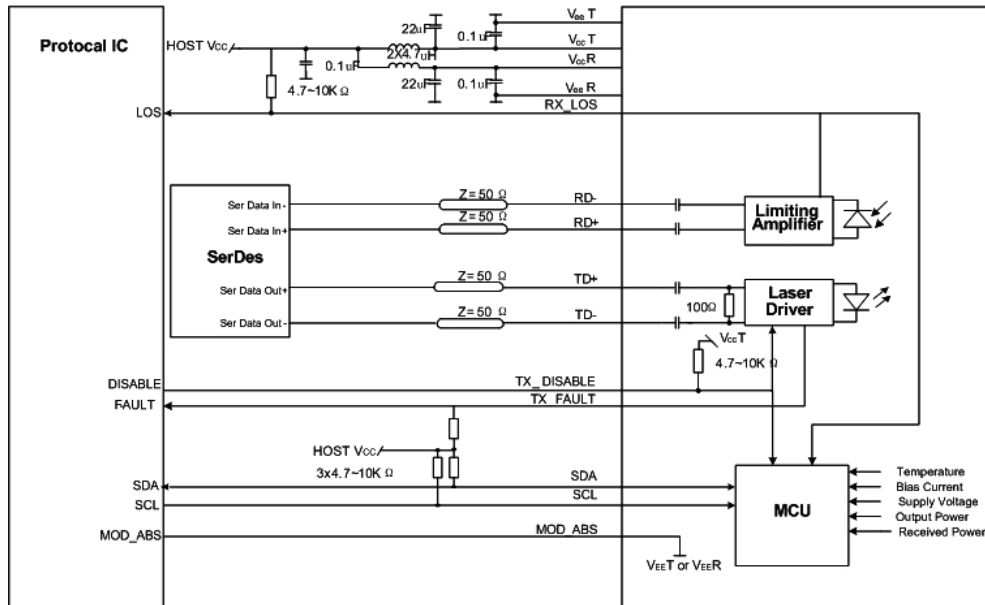 Protocal IC
HOST Vcc
22uF
0.1uF
VeeT
VccT
0.1uF
2X4.7uH
VccR
4.7~10KΩ
22uF
0.1uF
VeeR
LOS
RX_LOS
SerDes
Ser Data In-
Z=50 Ω
RD-
Ser Data In+
Z=50 Ω
RD+
Limiting
Amplifier
Ser Data Out+
Z=50 Ω
TD+
Ser Data Out-
Z=50 Ω
TD-
100Ω
Laser
Driver
VccT
4.7~10K Ω
DISABLE
TX_DISABLE
FAULT
TX_FAULT
HOST Vcc
3x4.7~10K Ω
SDA
SDA
SCL
SCL
MOD_ABS
MOD_ABS
VEET or VEER
MCU
Temperature
Bias Current
Supply Voltage
Output Power
Received Power